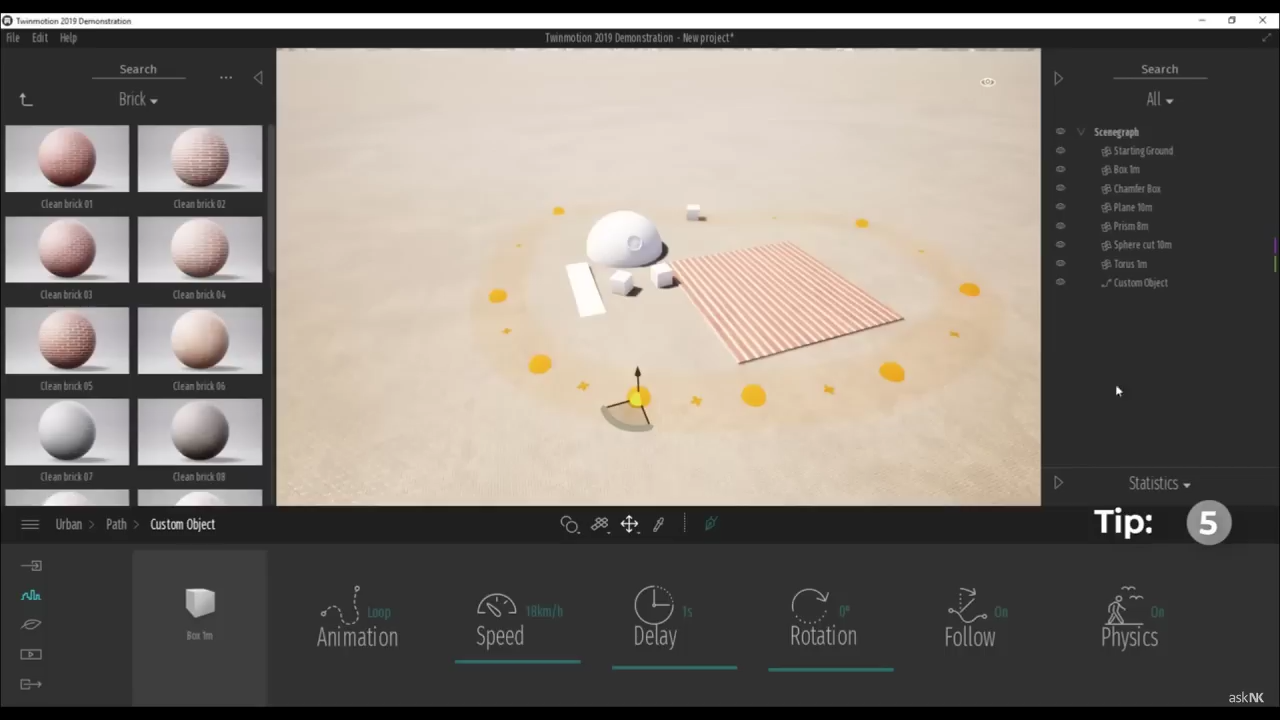 Twinmotion 2019 Demonstration
File Edit Help
Twinmotion 2019 Demonstration - New project*
Search
...
Brick
Clean brick 01
Clean brick 02
Clean brick 03
Clean brick 04
Clean brick 05
Clean brick 06
Clean brick 07
Clean brick 08
Search
All
Scenegraph
Starting Ground
Box 1m
Chamfer Box
Plane 10m
Prism 8m
Sphere cut 10m
Torus 1m
Custom Object
Statistics
Tip: 5
Urban > Path > Custom Object
Box 1m
Loop
Animation
18km/h
Speed
1s
Delay
0°
Rotation
On
Follow
On
Physics
askNK